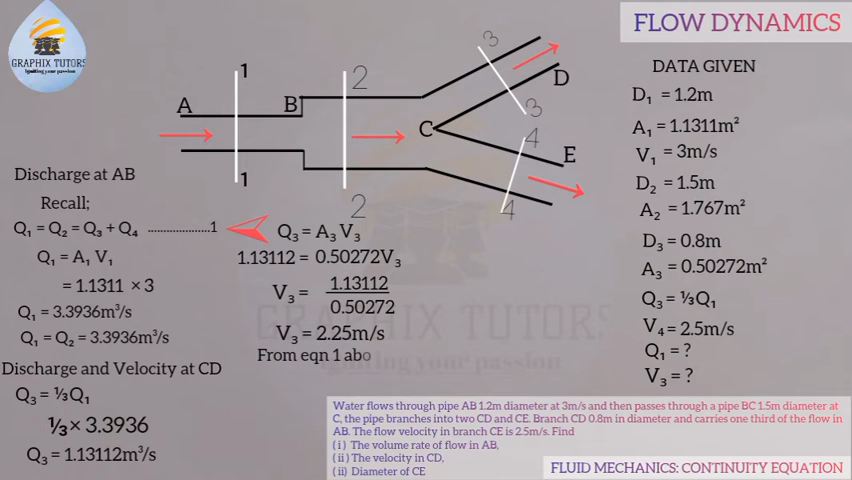 GRAPHIX TUTORS
Igniting your passion
FLOW DYNAMICS
DATA GIVEN
D₁ = 1.2m
A₁ = 1.1311m²
V₁ = 3m/s
D₂ = 1.5m
A₂ = 1.767m²
D₃ = 0.8m
A₃ = 0.50272m²
Q₃ = ⅓Q₁
V₄ = 2.5m/s
Q₁ = ?
V₃ = ?
1
2
3
A
B
C
D
E
3
4
1
2
4
Discharge at AB
Recall;
Q₁ = Q₂ = Q₃ + Q₄ .....................1
Q₁ = A₁ V₁
= 1.1311 × 3
Q₁ = 3.3936m³/s
Q₁ = Q₂ = 3.3936m³/s
Discharge and Velocity at CD
Q₃ = ⅓Q₁
⅓ × 3.3936
Q₃ = 1.13112m³/s
Q₃ = A₃ V₃
1.13112 = 0.50272V₃
V₃ = 1.13112
0.50272
V₃ = 2.25m/s
From eqn 1 abo
GRAPHIX TUTORS
Igniting your passion
Water flows through pipe AB 1.2m diameter at 3m/s and then passes through a pipe BC 1.5m diameter at
C, the pipe branches into two CD and CE. Branch CD 0.8m in diameter and carries one third of the flow in
AB. The flow velocity in branch CE is 2.5m/s. Find
( i ) The volume rate of flow in AB,
( ii ) The velocity in CD,
( ii) Diameter of CE
FLUID MECHANICS: CONTINUITY EQUATION